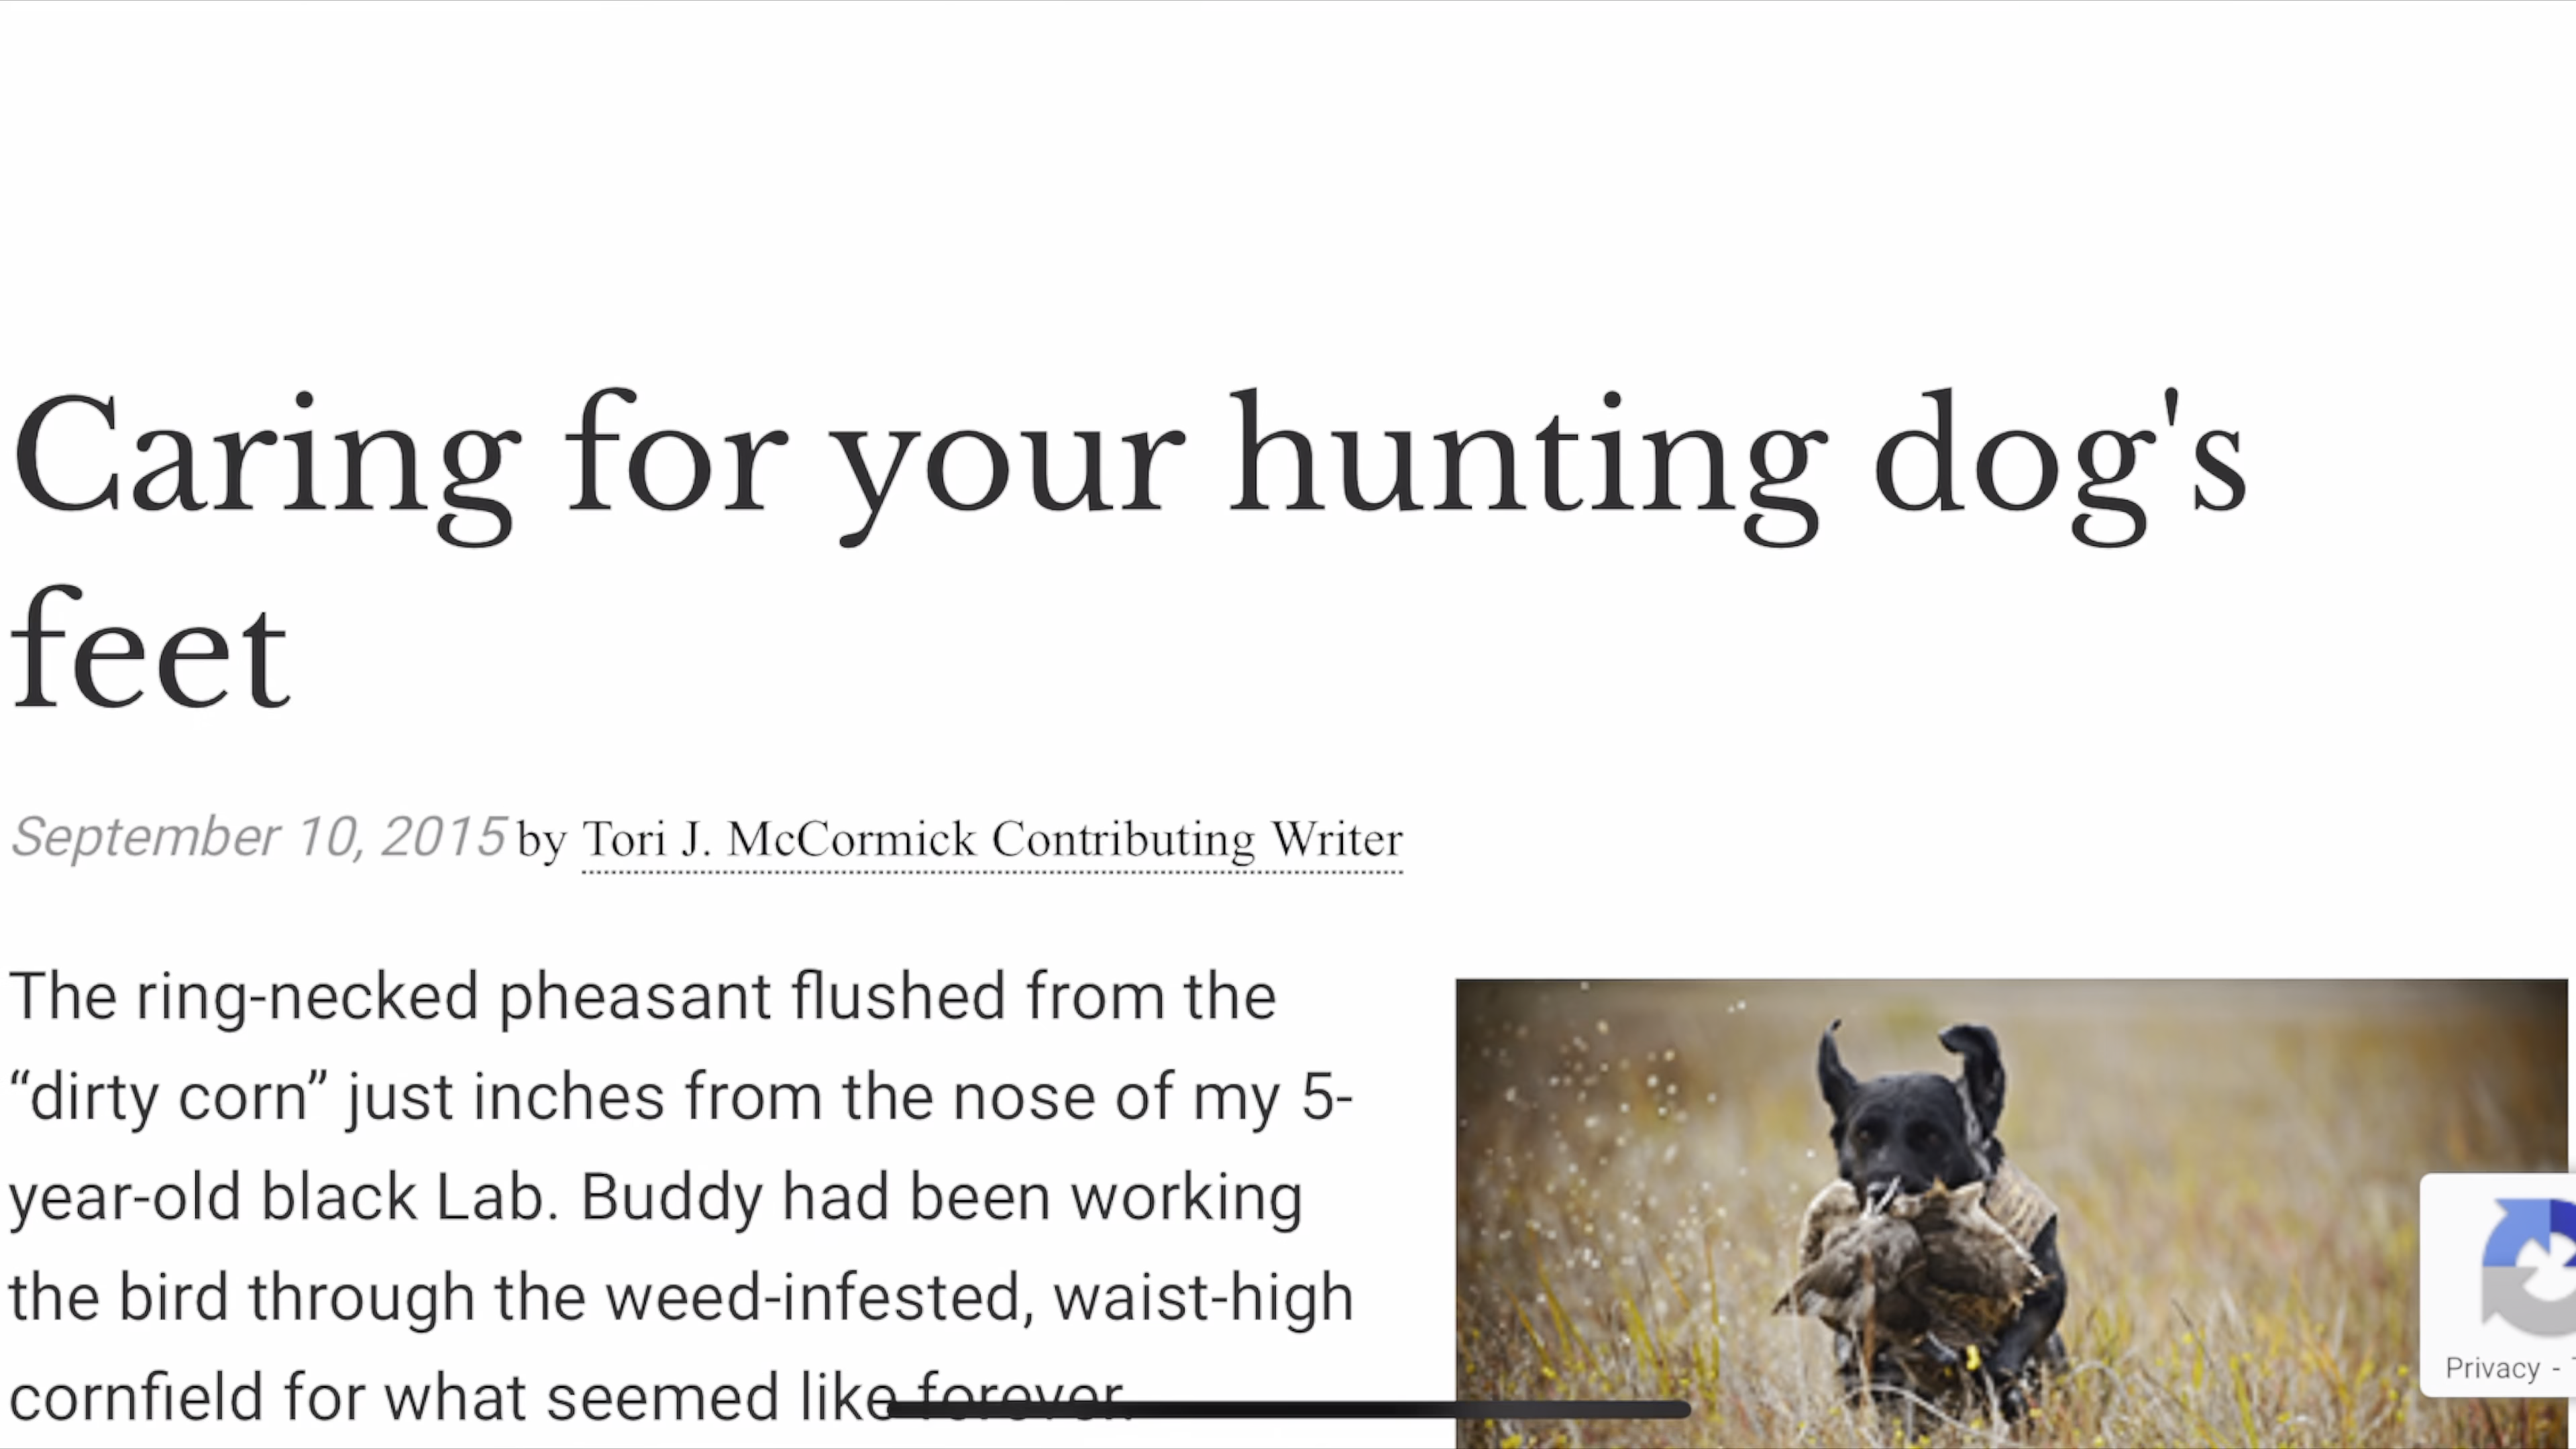 Caring for your hunting dog's
feet
September 10, 2015 by Tori J. McCormick Contributing Writer
The ring-necked pheasant flushed from the
“dirty corn” just inches from the nose of my 5-
year-old black Lab. Buddy had been working
the bird through the weed-infested, waist-high
cornfield for what seemed like forever.
Privacy -